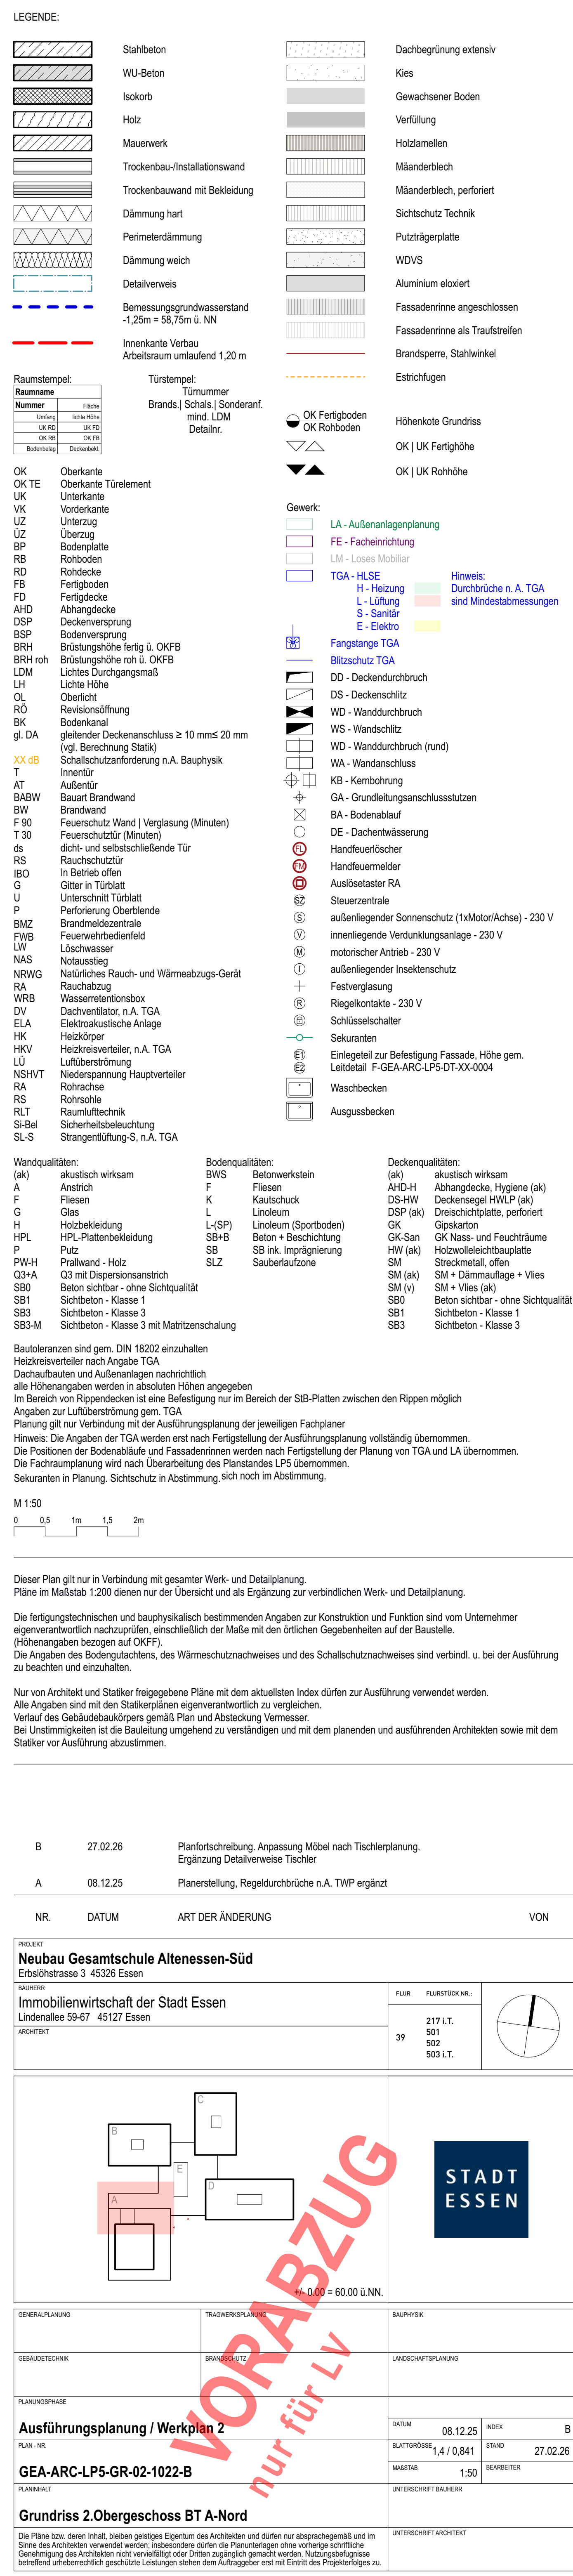 LEGENDE:
Stahlbeton
WU-Beton
Isokorb
Holz
Mauerwerk
Trockenbau-/Installationswand
Trockenbauwand mit Bekleidung
Dämmung hart
Perimeterdämmung
Dämmung weich
Detailverweis
Bemessungsgrundwasserstand
-1,25m = 58,75m ü. NN
Innenkante Verbau
Arbeitsraum umlaufend 1,20 m
Dachbegrünung extensiv
Kies
Gewachsener Boden
Verfüllung
Holzlamellen
Mäanderblech
Mäanderblech, perforiert
Sichtschutz Technik
Putzträgerplatte
WDVS
Aluminium eloxiert
Fassadenrinne angeschlossen
Fassadenrinne als Traufstreifen
Brandsperre, Stahlwinkel
Estrichfugen
Raumstempel:
Raumname
Nummer Fläche
Umfang lichte Höhe
UK RD UK FD
OK RB OK FB
Bodenbelag Deckenbekl.
Türstempel:
Türnummer
Brands.| Schals.| Sonderanf.
mind. LDM
Detailnr.
OK Fertigboden
OK Rohboden
Höhenkote Grundriss
OK | UK Fertighöhe
OK | UK Rohhöhe
OK Oberkante
OK TE Oberkante Türelement
UK Unterkante
VK Vorderkante
UZ Unterzug
ÜZ Überzug
BP Bodenplatte
RB Rohboden
RD Rohdecke
FB Fertigboden
FD Fertigdecke
AHD Abhangdecke
DSP Deckenversprung
BSP Bodenversprung
BRH Brüstungshöhe fertig ü. OKFB
BRH roh Brüstungshöhe roh ü. OKFB
LDM Lichtes Durchgangsmaß
LH Lichte Höhe
OL Oberlicht
RÖ Revisionsöffnung
BK Bodenkanal
gl. DA gleitender Deckenanschluss ≥ 10 mm≤ 20 mm
(vgl. Berechnung Statik)
XX dB Schallschutzanforderung n.A. Bauphysik
T Innentür
AT Außentür
BABW Bauart Brandwand
BW Brandwand
F 90 Feuerschutz Wand | Verglasung (Minuten)
T 30 Feuerschutztür (Minuten)
ds dicht- und selbstschließende Tür
RS Rauchschutztür
IBO In Betrieb offen
G Gitter in Türblatt
U Unterschnitt Türblatt
P Perforierung Oberblende
BMZ Brandmeldezentrale
FWB Feuerwehrbedienfeld
LW Löschwasser
NAS Notausstieg
NRWG Natürliches Rauch- und Wärmeabzugs-Gerät
RA Rauchabzug
WRB Wasserretentionsbox
DV Dachventilator, n.A. TGA
ELA Elektroakustische Anlage
HK Heizkörper
HKV Heizkreisverteiler, n.A. TGA
LÜ Luftüberströmung
NSHVT Niederspannung Hauptverteiler
RA Rohrachse
RS Rohrsohle
RLT Raumlufttechnik
Si-Bel Sicherheitsbeleuchtung
SL-S Strangentlüftung-S, n.A. TGA
Gewerk:
LA - Außenanlagenplanung
FE - Facheinrichtung
LM - Loses Mobiliar
TGA - HLSE
H - Heizung
L - Lüftung
S - Sanitär
E - Elektro
Hinweis:
Durchbrüche n. A. TGA
sind Mindestabmessungen
Fangstange TGA
Blitzschutz TGA
DD - Deckendurchbruch
DS - Deckenschlitz
WD - Wanddurchbruch
WS - Wandschlitz
WD - Wanddurchbruch (rund)
WA - Wandanschluss
KB - Kernbohrung
GA - Grundleitungsanschlussstutzen
BA - Bodenablauf
DE - Dachentwässerung
FL Handfeuerlöscher
FM Handfeuermelder
Auslösetaster RA
SZ Steuerzentrale
S außenliegender Sonnenschutz (1xMotor/Achse) - 230 V
V innenliegende Verdunklungsanlage - 230 V
M motorischer Antrieb - 230 V
I außenliegender Insektenschutz
Festverglasung
R Riegelkontakte - 230 V
Schlüsselschalter
Sekuranten
E1 Einlegeteil zur Befestigung Fassade, Höhe gem.
E2 Leitdetail F-GEA-ARC-LP5-DT-XX-0004
Waschbecken
Ausgussbecken
Wandqualitäten:
(ak) akustisch wirksam
A Anstrich
F Fliesen
G Glas
H Holzbekleidung
HPL HPL-Plattenbekleidung
P Putz
PW-H Prallwand - Holz
Q3+A Q3 mit Dispersionsanstrich
SB0 Beton sichtbar - ohne Sichtqualität
SB1 Sichtbeton - Klasse 1
SB3 Sichtbeton - Klasse 3
SB3-M Sichtbeton - Klasse 3 mit Matritzenschalung
Bodenqualitäten:
BWS Betonwerkstein
F Fliesen
K Kautschuck
L Linoleum
L-(SP) Linoleum (Sportboden)
SB+B Beton + Beschichtung
SB SB ink. Imprägnierung
SLZ Sauberlaufzone
Deckenqualitäten:
(ak) akustisch wirksam
AHD-H Abhangdecke, Hygiene (ak)
DS-HW Deckensegel HWLP (ak)
DSP (ak) Dreischichtplatte, perforiert
GK Gipskarton
GK-San GK Nass- und Feuchträume
HW (ak) Holzwolleleichtbauplatte
SM Streckmetall, offen
SM (ak) SM + Dämmauflage + Vlies
SM (v) SM + Vlies (ak)
SB0 Beton sichtbar - ohne Sichtqualität
SB1 Sichtbeton - Klasse 1
SB3 Sichtbeton - Klasse 3
Bautoleranzen sind gem. DIN 18202 einzuhalten
Heizkreisverteiler nach Angabe TGA
Dachaufbauten und Außenanlagen nachrichtlich
alle Höhenangaben werden in absoluten Höhen angegeben
Im Bereich von Rippendecken ist eine Befestigung nur im Bereich der StB-Platten zwischen den Rippen möglich
Angaben zur Luftüberströmung gem. TGA
Planung gilt nur Verbindung mit der Ausführungsplanung der jeweiligen Fachplaner
Hinweis: Die Angaben der TGA werden erst nach Fertigstellung der Ausführungsplanung vollständig übernommen.
Die Positionen der Bodenabläufe und Fassadenrinnen werden nach Fertigstellung der Planung von TGA und LA übernommen.
Die Fachraumplanung wird nach Überarbeitung des Planstandes LP5 übernommen.
Sekuranten in Planung. Sichtschutz in Abstimmung. sich noch im Abstimmung.
M 1:50
0 0,5 1m 1,5 2m
Dieser Plan gilt nur in Verbindung mit gesamter Werk- und Detailplanung.
Pläne im Maßstab 1:200 dienen nur der Übersicht und als Ergänzung zur verbindlichen Werk- und Detailplanung.
Die fertigungstechnischen und bauphysikalisch bestimmenden Angaben zur Konstruktion und Funktion sind vom Unternehmer
eigenverantwortlich nachzuprüfen, einschließlich der Maße mit den örtlichen Gegebenheiten auf der Baustelle.
(Höhenangaben bezogen auf OKFF).
Die Angaben des Bodengutachtens, des Wärmeschutznachweises und des Schallschutznachweises sind verbindl. u. bei der Ausführung
zu beachten und einzuhalten.
Nur von Architekt und Statiker freigegebene Pläne mit dem aktuellsten Index dürfen zur Ausführung verwendet werden.
Alle Angaben sind mit den Statikerplänen eigenverantwortlich zu vergleichen.
Verlauf des Gebäudebaukörpers gemäß Plan und Absteckung Vermesser.
Bei Unstimmigkeiten ist die Bauleitung umgehend zu verständigen und mit dem planenden und ausführenden Architekten sowie mit dem
Statiker vor Ausführung abzustimmen.
B 27.02.26 Planfortschreibung. Anpassung Möbel nach Tischlerplanung.
Ergänzung Detailverweise Tischler
A 08.12.25 Planerstellung, Regeldurchbrüche n.A. TWP ergänzt
NR. DATUM ART DER ÄNDERUNG VON
PROJEKT
Neubau Gesamtschule Altenessen-Süd
Erbslöhstrasse 3 45326 Essen
BAUHERR
Immobilienwirtschaft der Stadt Essen
Lindenallee 59-67 45127 Essen
ARCHITEKT
FLUR FLURSTÜCK NR.:
39
217 i.T.
501
502
503 i.T.
C
B
E
D
A
+/- 0.00 = 60.00 ü.NN.
STADT
ESSEN
VORABZUG
nur für LV
GENERALPLANUNG TRAGWERKSPLANUNG BAUPHYSIK
GEBÄUDETECHNIK BRANDSCHUTZ LANDSCHAFTSPLANUNG
PLANUNGSPHASE
Ausführungsplanung / Werkplan 2
DATUM 08.12.25 INDEX B
PLAN - NR.
GEA-ARC-LP5-GR-02-1022-B
BLATTGRÖSSE 1,4 / 0,841 STAND 27.02.26
MAßSTAB 1:50 BEARBEITER
PLANINHALT
Grundriss 2.Obergeschoss BT A-Nord
UNTERSCHRIFT BAUHERR
Die Pläne bzw. deren Inhalt, bleiben geistiges Eigentum des Architekten und dürfen nur absprachegemäß und im
Sinne des Architekten verwendet werden; insbesondere dürfen die Planunterlagen ohne vorherige schriftliche
Genehmigung des Architekten nicht vervielfältigt oder Dritten zugänglich gemacht werden. Nutzungsbefugnisse
betreffend urheberrechtlich geschützte Leistungen stehen dem Auftraggeber erst mit Eintritt des Projekterfolges zu.
UNTERSCHRIFT ARCHITEKT